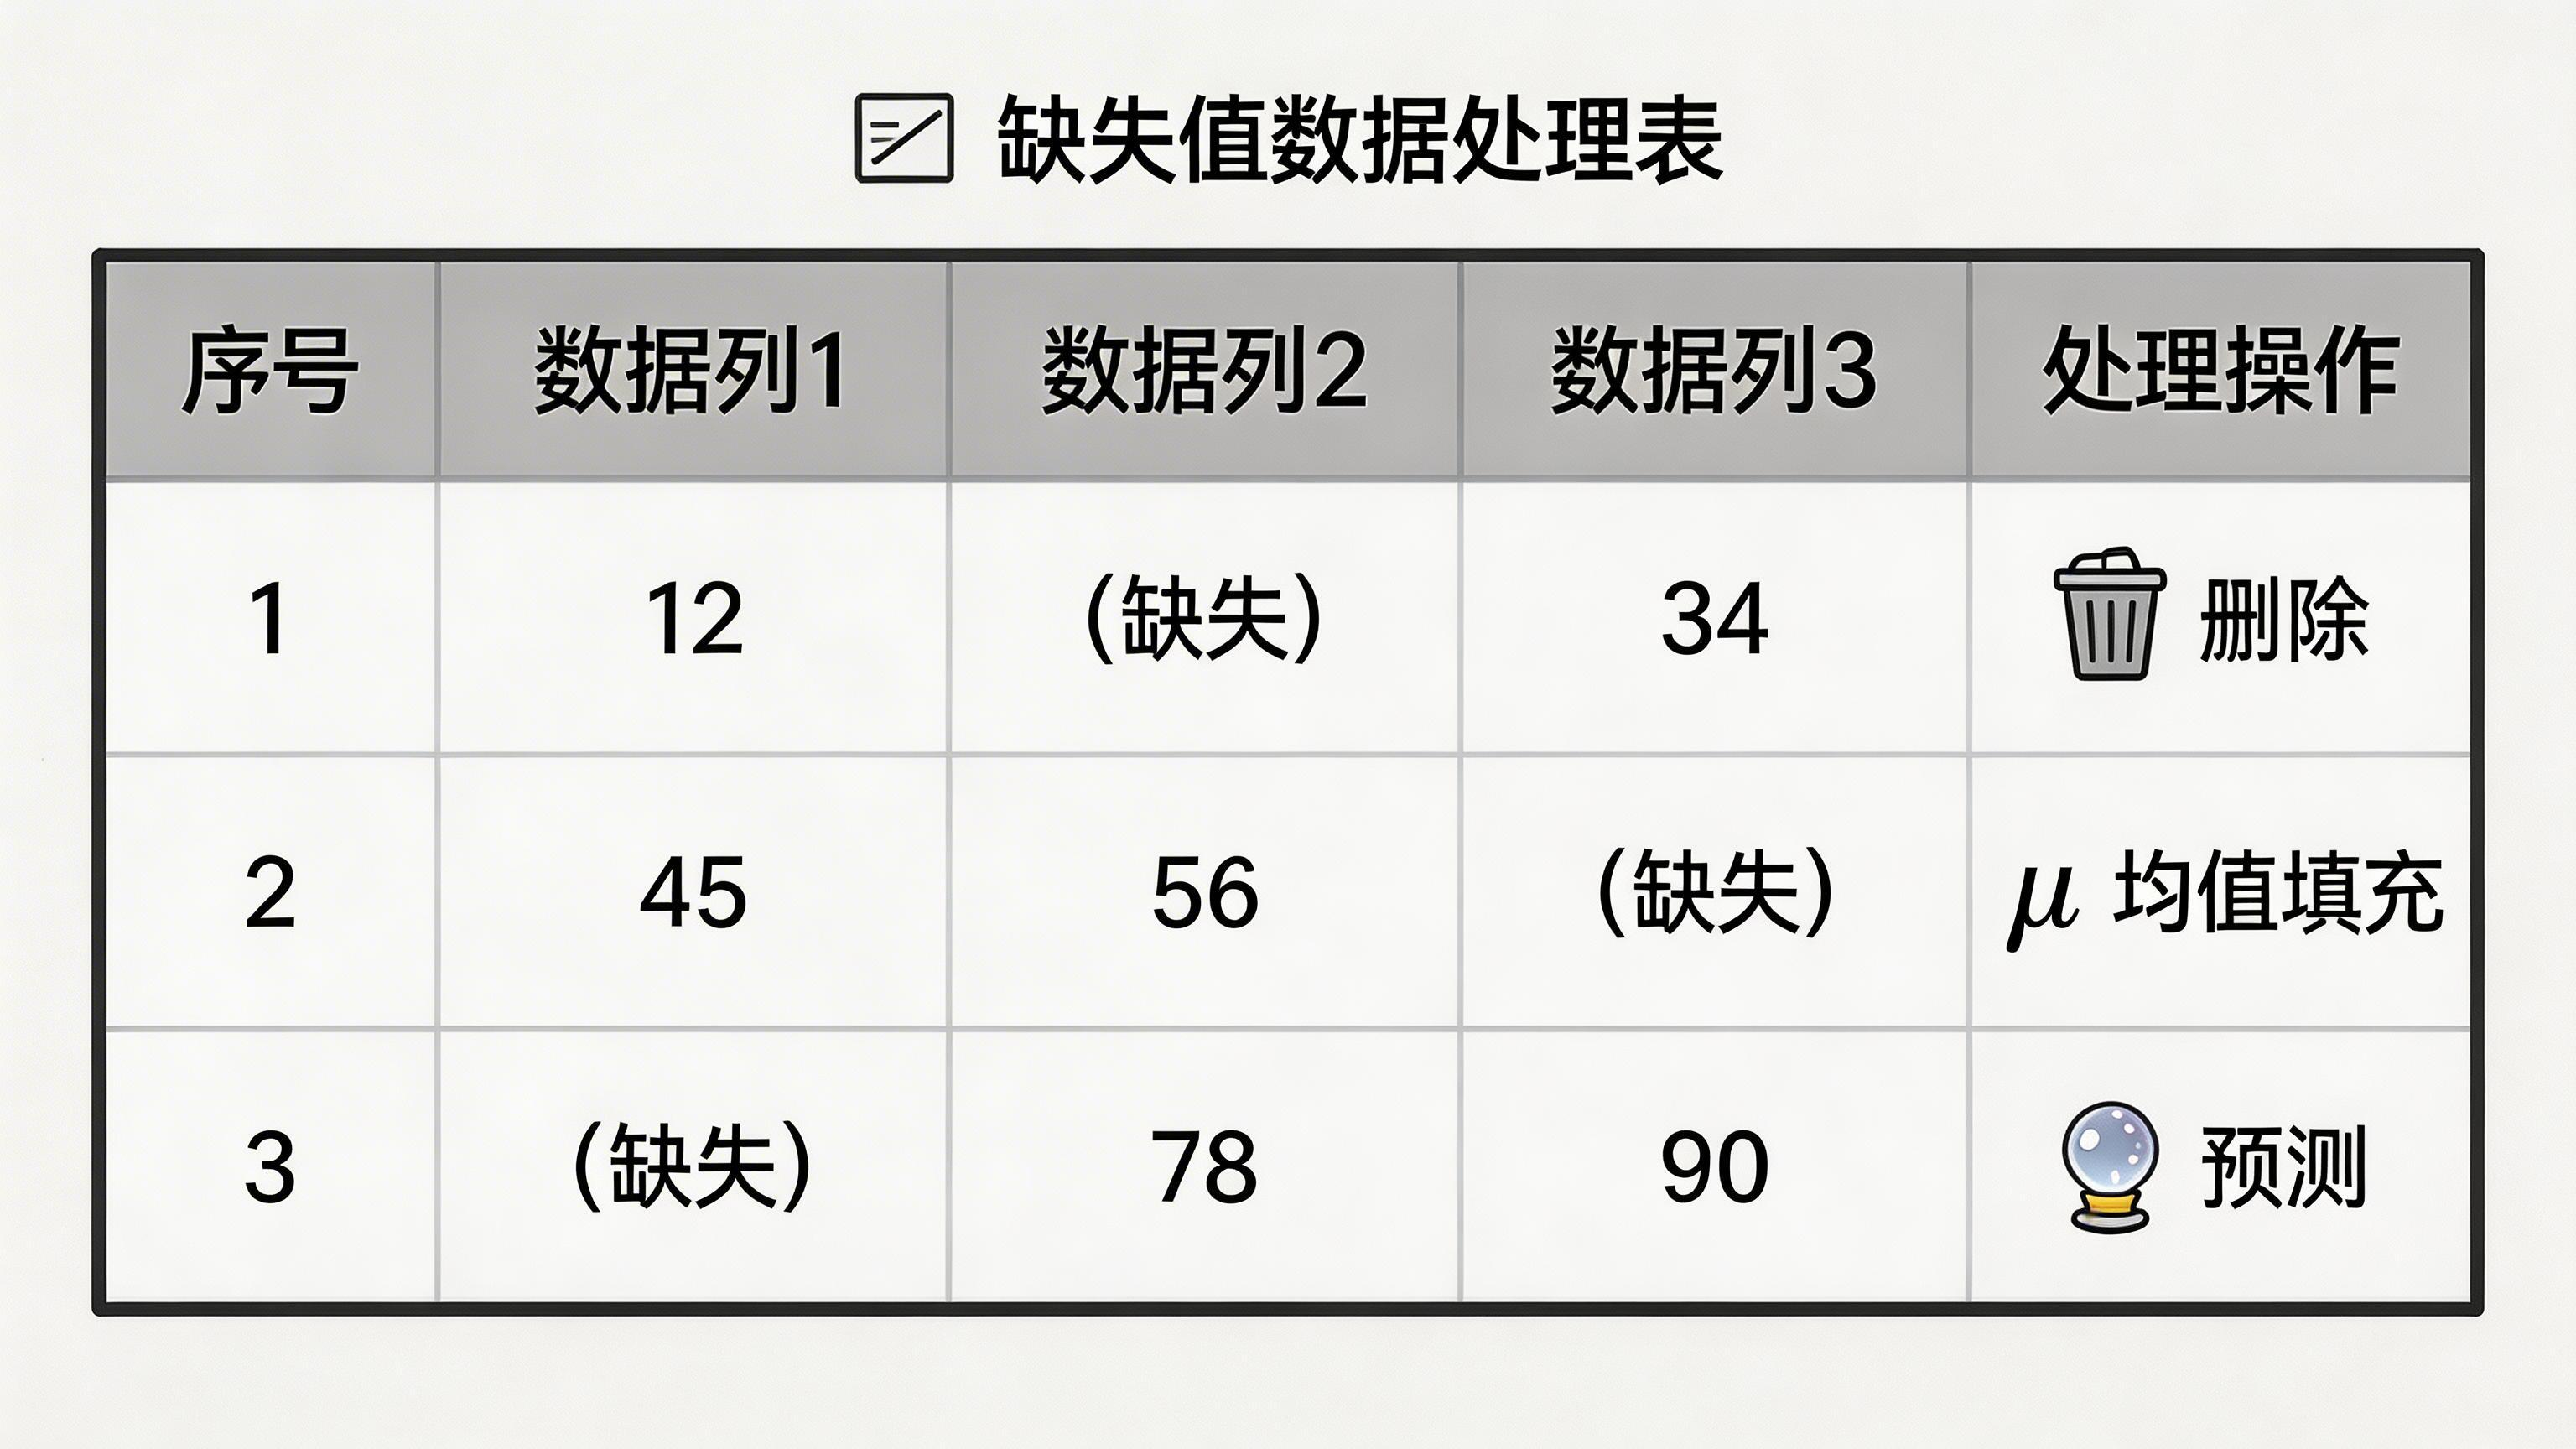 缺失值数据处理表
序号 数据列1 数据列2 数据列3 处理操作
1 12 (缺失) 34 删除
2 45 56 (缺失) μ 均值填充
3 (缺失) 78 90 预测